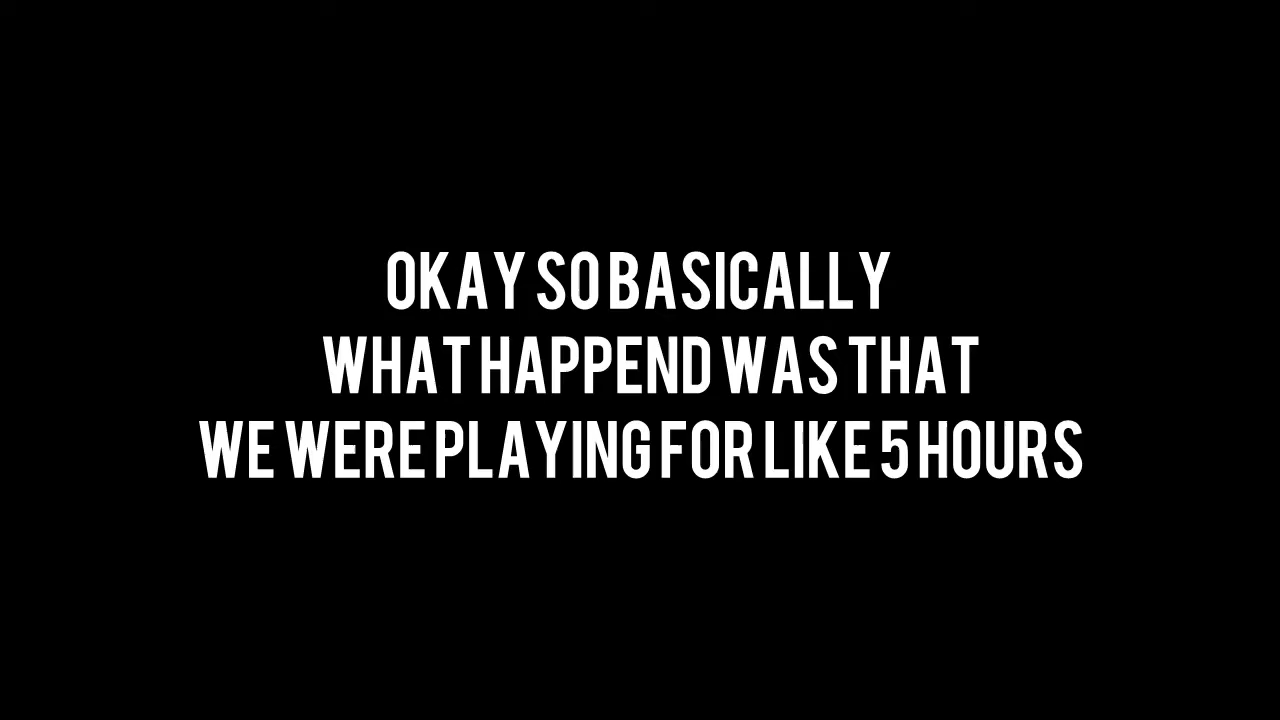 OKAY SO BASICALLY
WHAT HAPPEND WAS THAT
WE WERE PLAYING FOR LIKE 5 HOURS